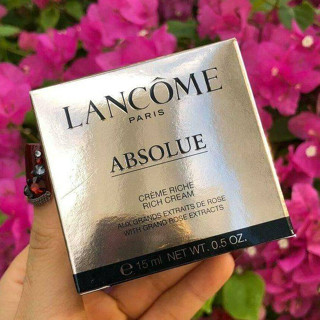 LANCÔME
PARIS
ABSOLUE
CRÈME RICHE
RICH CREAM
AUX GRANDS EXTRAITS DE ROSE
WITH GRAND ROSE EXTRACTS
℮ 15 ml NET WT. 0.5 OZ.